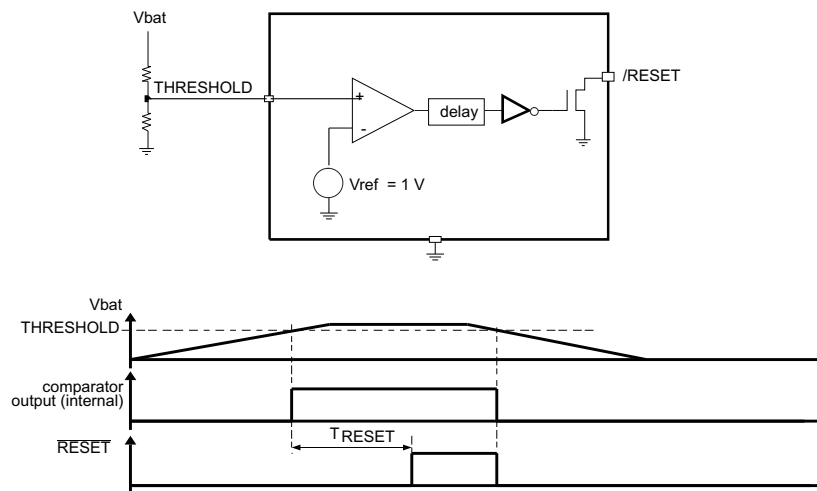 Vbat
THRESHOLD
+
-
delay
/RESET
Vref = 1 V
Vbat
THRESHOLD
comparator
output (internal)
TRESET
RESET